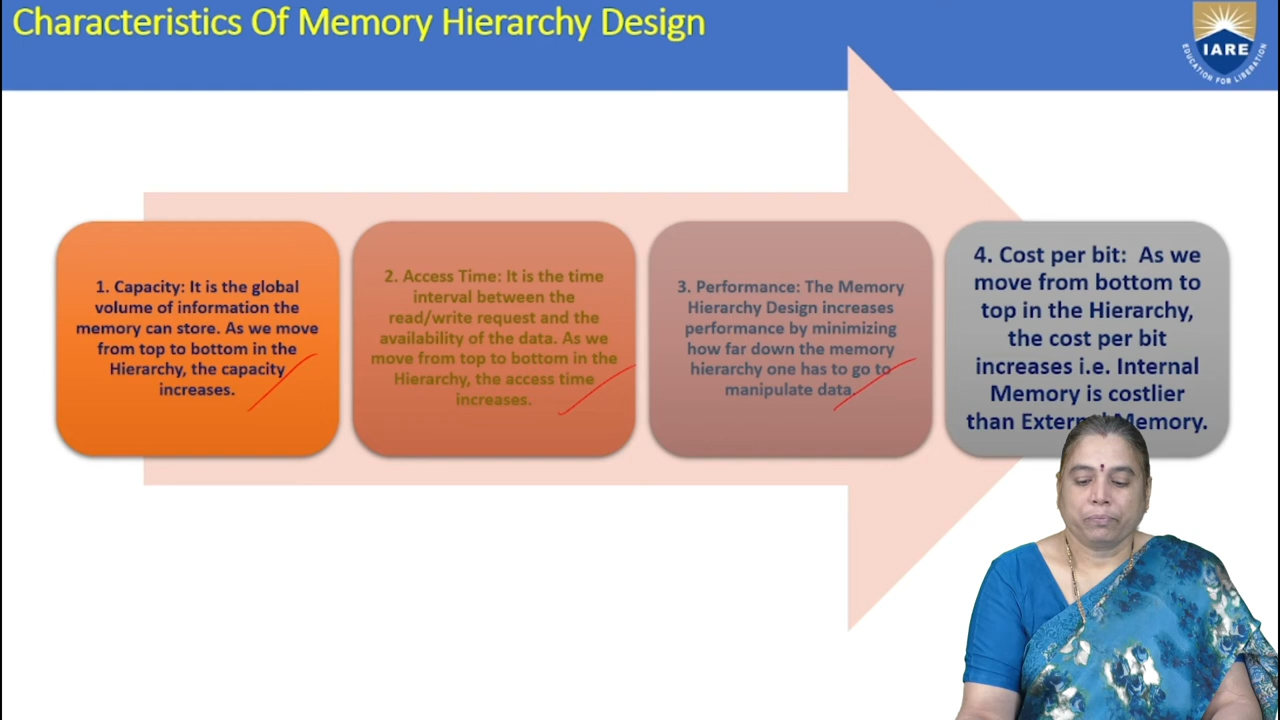 Characteristics Of Memory Hierarchy Design
IARE
EDUCATION FOR LIBERATION
1. Capacity: It is the global
volume of information the
memory can store. As we move
from top to bottom in the
Hierarchy, the capacity
increases.
2. Access Time: It is the time
interval between the
read/write request and the
availability of the data. As we
move from top to bottom in the
Hierarchy, the access time
increases.
3. Performance: The Memory
Hierarchy Design increases
performance by minimizing
how far down the memory
hierarchy one has to go to
manipulate data.
4. Cost per bit:  As we
move from bottom to
top in the Hierarchy,
the cost per bit
increases i.e. Internal
Memory is costlier
than External Memory.